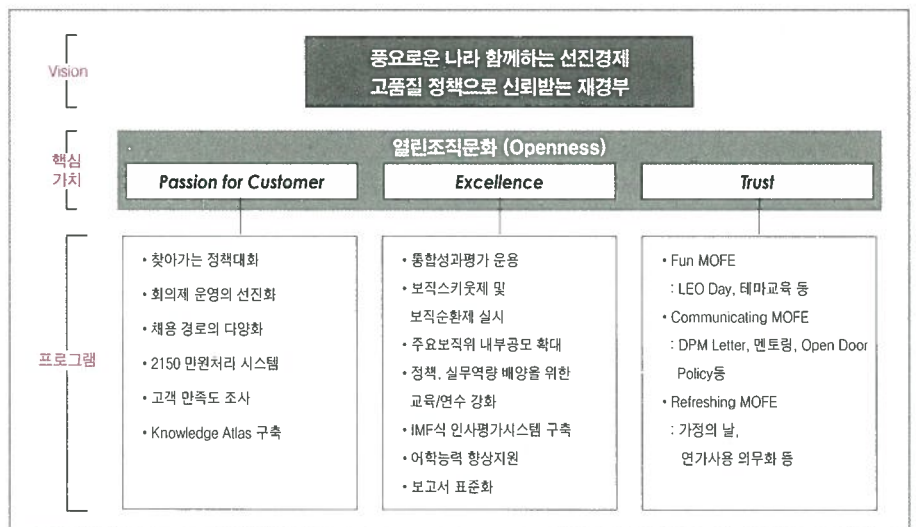 Vision
풍요로운 나라 함께하는 선진경제
고품질 정책으로 신뢰받는 재경부
핵심
가치
열린조직문화 (Openness)
Passion for Customer
Excellence
Trust
프로그램
• 찾아가는 정책대화
• 회의제 운영의 선진화
• 채용 경로의 다양화
• 2150 민원처리 시스템
• 고객 만족도 조사
• Knowledge Atlas 구축
• 통합성과평가 운용
• 보직스키웃제 및
보직순환제 실시
• 주요보직위 내부공모 확대
• 정책, 실무역량 배양을 위한
교육/연수 강화
• IMF식 인사평가시스템 구축
• 어학능력 향상지원
• 보고서 표준화
• Fun MOFE
: LEO Day, 테마교육 등
• Communicating MOFE
: DPM Letter, 멘토링, Open Door
Policy등
• Refreshing MOFE
: 가정의 날,
연가사용 의무화 등